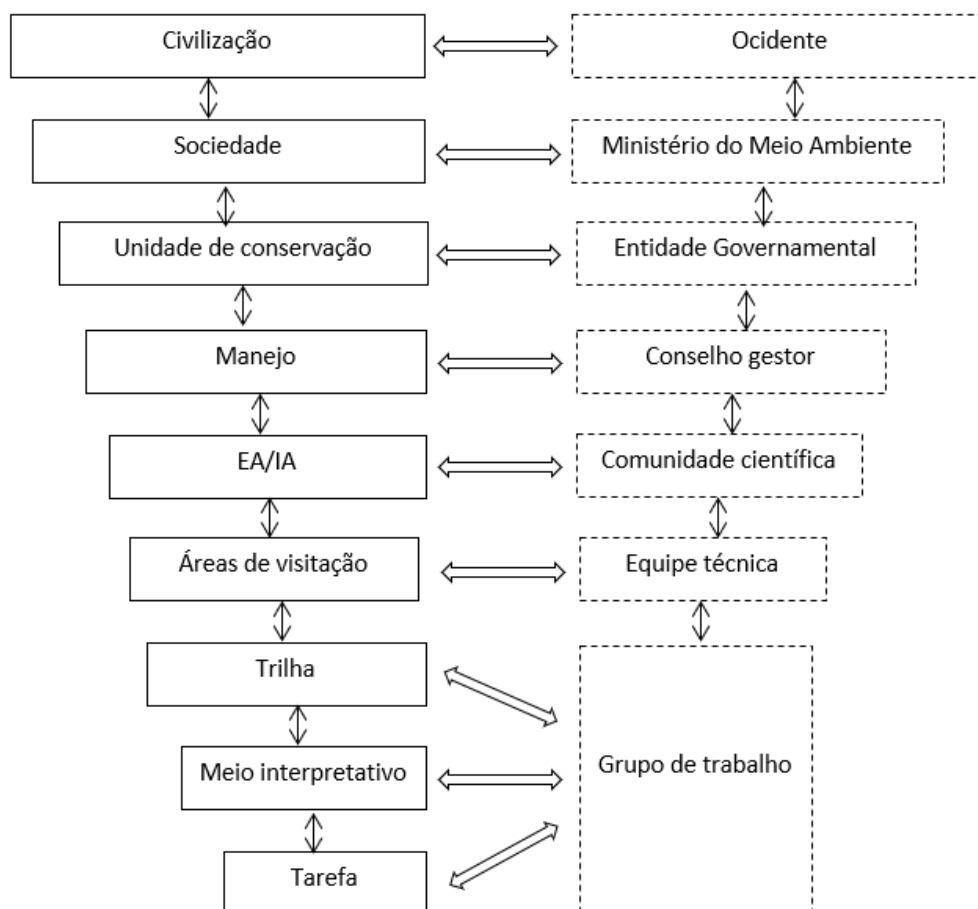 Civilização
Ocidente
Sociedade
Ministério do Meio Ambiente
Unidade de conservação
Entidade Governamental
Manejo
Conselho gestor
EA/IA
Comunidade científica
Áreas de visitação
Equipe técnica
Trilha
Meio interpretativo
Grupo de trabalho
Tarefa